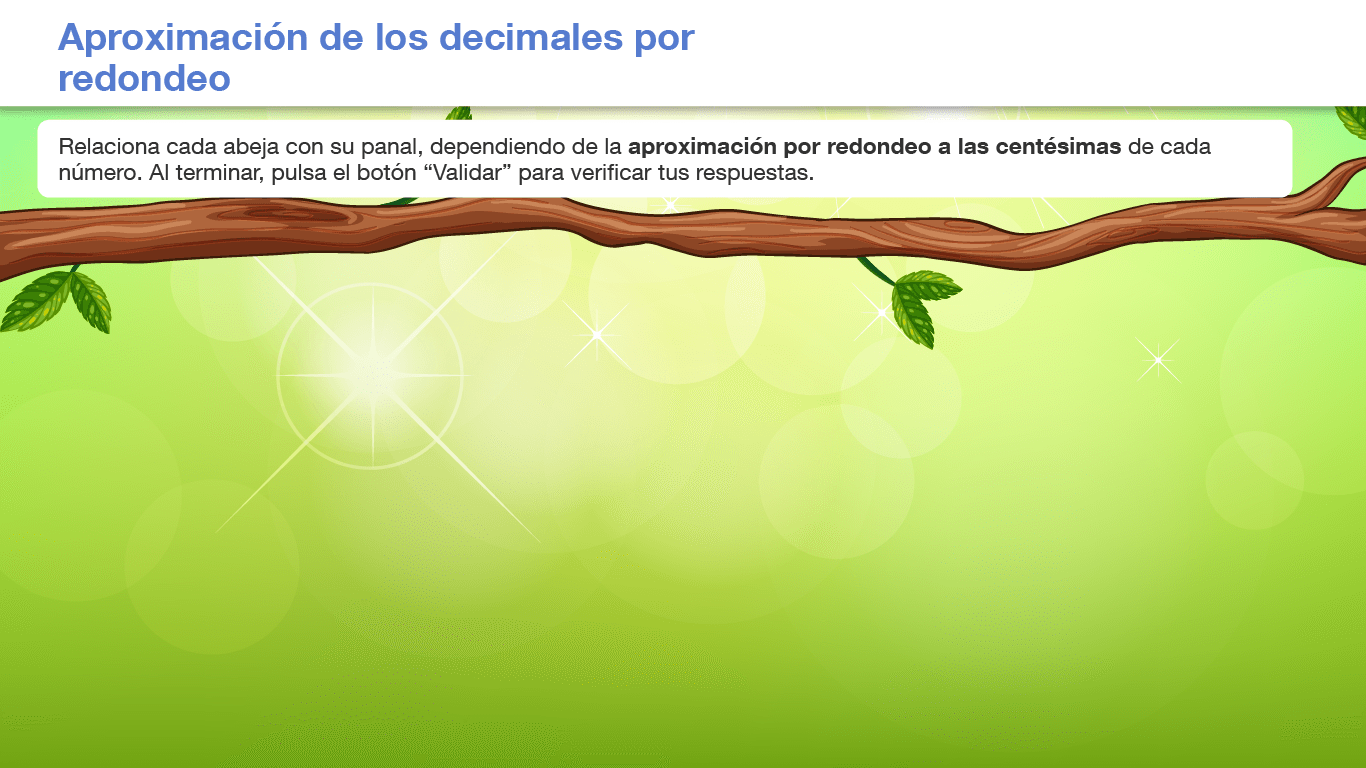 Aproximación de los decimales por
redondeo
Relaciona cada abeja con su panal, dependiendo de la aproximación por redondeo a las centésimas de cada
número. Al terminar, pulsa el botón “Validar” para verificar tus respuestas.